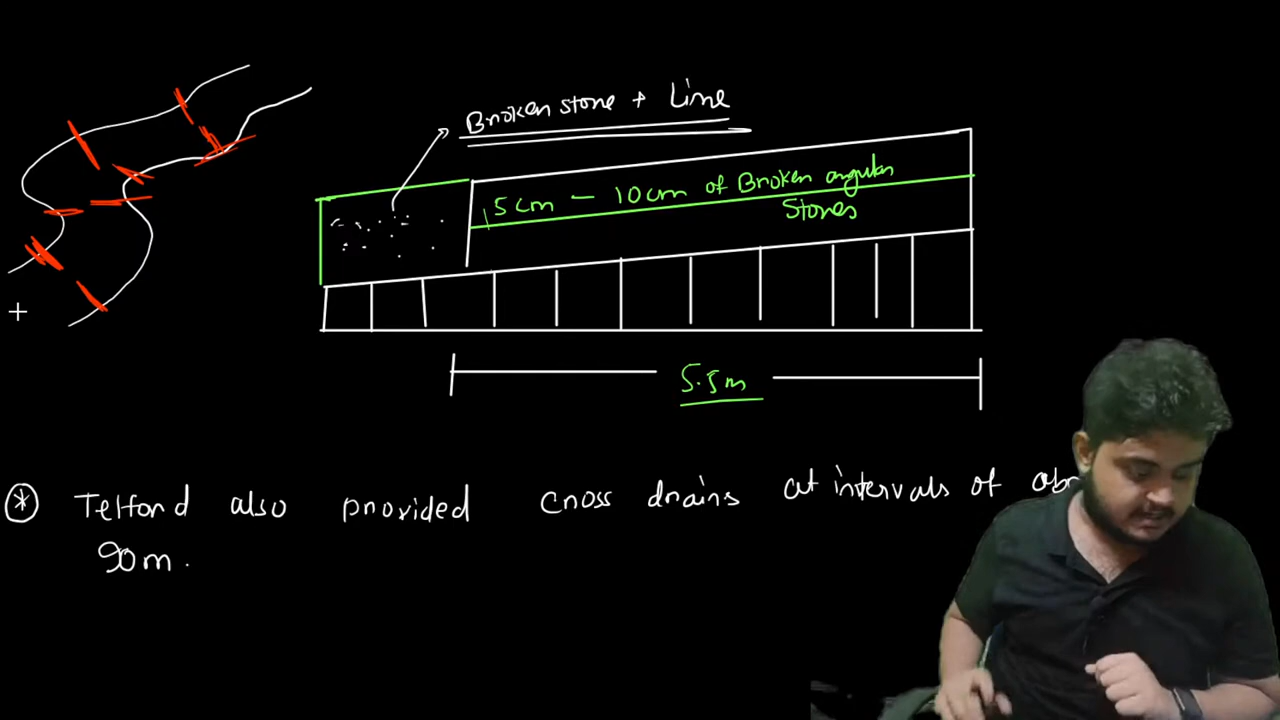 Broken stone + Lime
5cm - 10cm of Broken angular
Stones
5.5m
* Telford also provided cross drains at intervals of
90m.